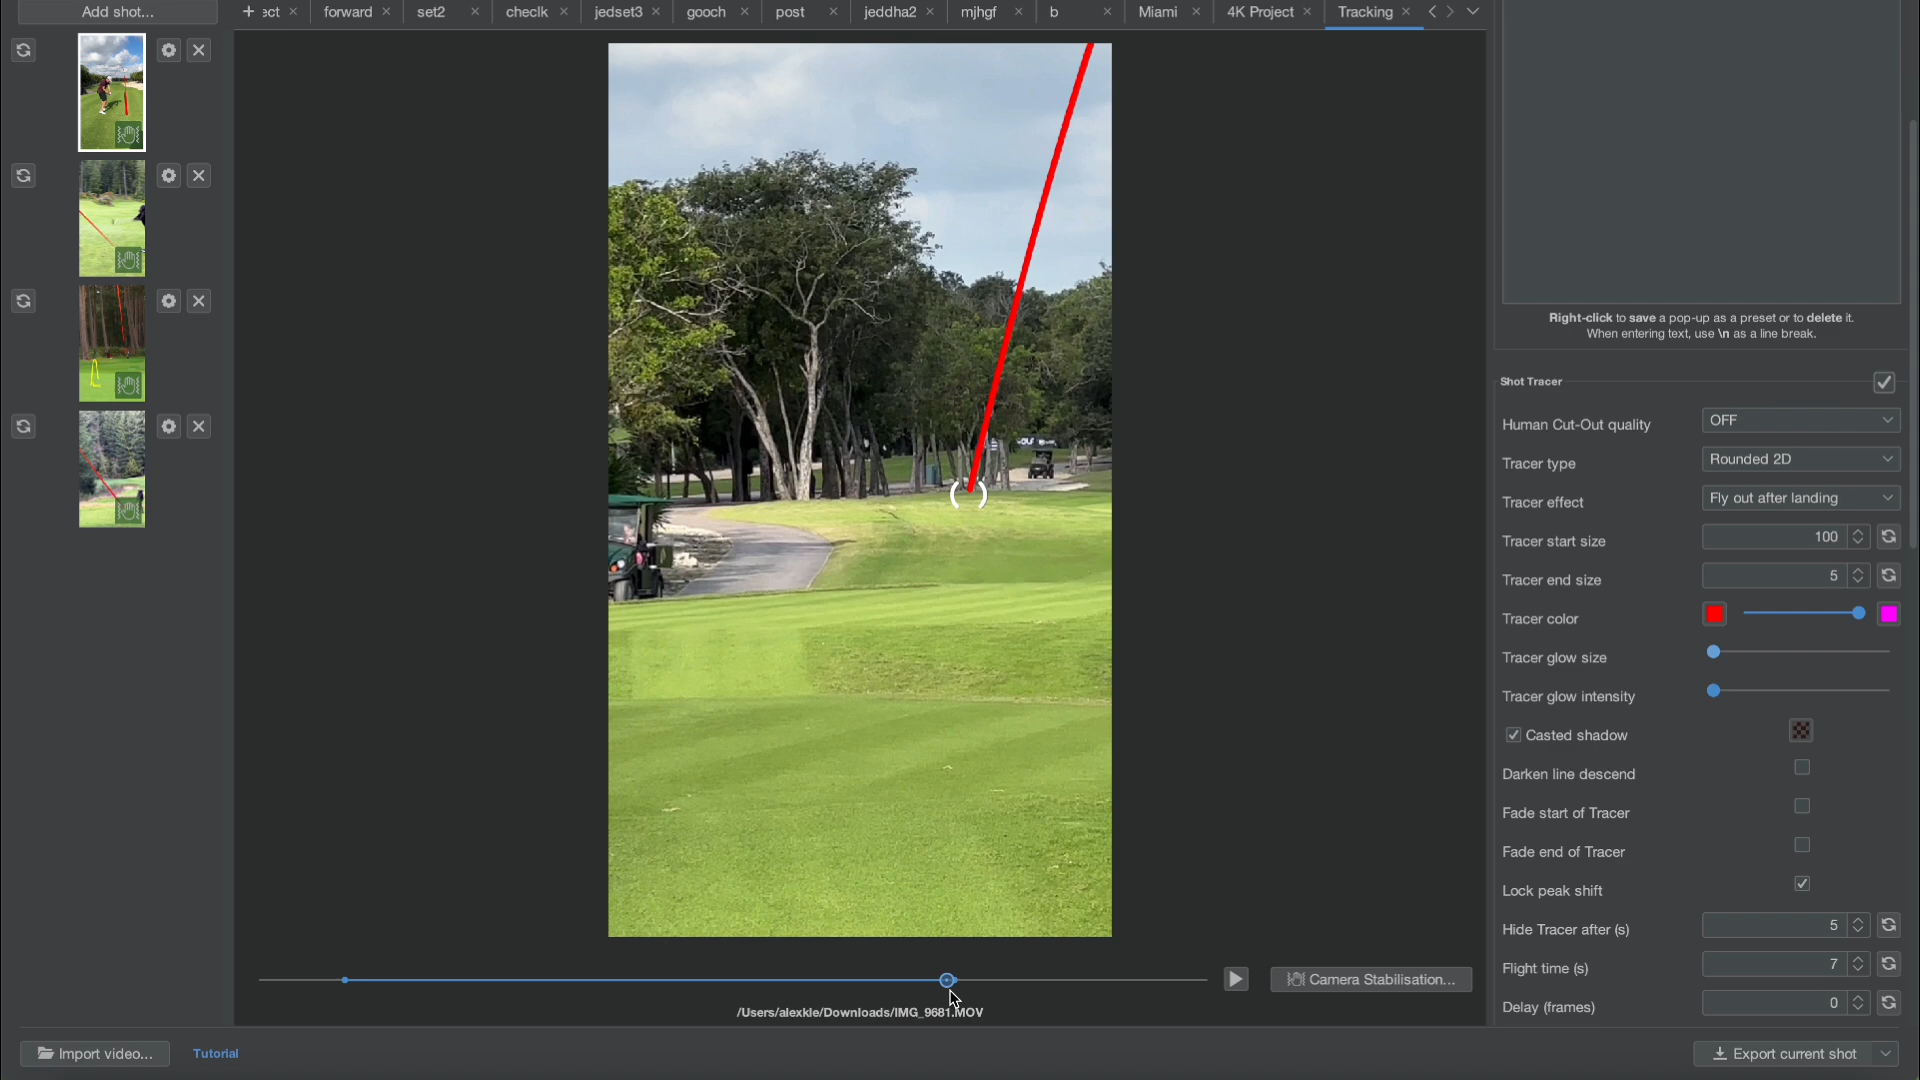 Add shot...
+ ect × forward × set2 × checlk × jedset3 × gooch × post × jeddha2 × mjhgf × b × Miami × 4K Project × Tracking ×
Right-click to save a pop-up as a preset or to delete it.
When entering text, use \n as a line break.
Shot Tracer
Human Cut-Out quality OFF
Tracer type Rounded 2D
Tracer effect Fly out after landing
Tracer start size 100
Tracer end size 5
Tracer color
Tracer glow size
Tracer glow intensity
Casted shadow
Darken line descend
Fade start of Tracer
Fade end of Tracer
Lock peak shift
Hide Tracer after (s) 5
Flight time (s) 7
Delay (frames) 0
Camera Stabilisation...
/Users/alexkle/Downloads/IMG_9681.MOV
Import video... Tutorial Export current shot